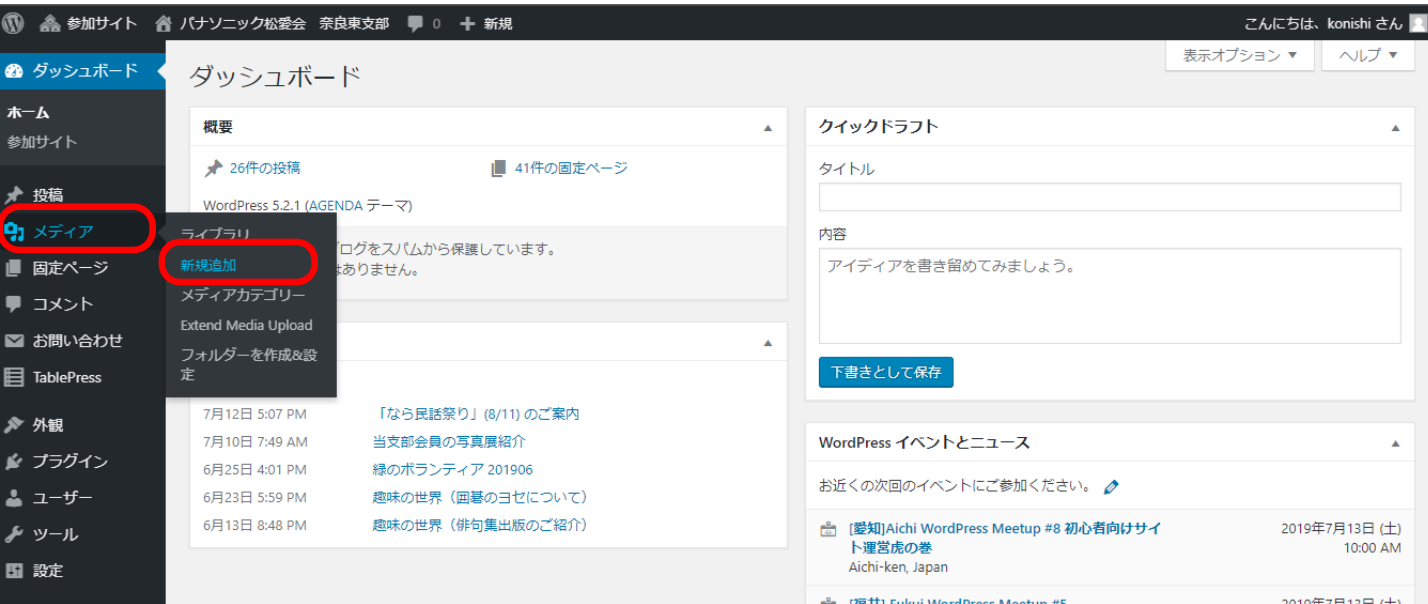 参加サイト パナソニック松愛会 奈良東支部 0 新規 こんにちは、konishi さん
表示オプション ▼ ヘルプ ▼
ダッシュボード
ホーム
参加サイト
投稿
メディア
固定ページ
コメント
お問い合わせ
TablePress
外観
プラグイン
ユーザー
ツール
設定
ライブラリ
新規追加
メディアカテゴリー
Extend Media Upload
フォルダーを作成&設
定
ダッシュボード
概要
26件の投稿 41件の固定ページ
WordPress 5.2.1 (AGENDA テーマ)
ログをスパムから保護しています。
はありません。
7月12日 5:07 PM 「なら民話祭り」(8/11) のご案内
7月10日 7:49 AM 当支部会員の写真展紹介
6月25日 4:01 PM 緑のボランティア 201906
6月23日 5:59 PM 趣味の世界（囲碁のヨセについて）
6月13日 8:48 PM 趣味の世界（俳句集出版のご紹介）
クイックドラフト
タイトル
内容
アイディアを書き留めてみましょう。
下書きとして保存
WordPress イベントとニュース
お近くの次回のイベントにご参加ください。
[愛知]Aichi WordPress Meetup #8 初心者向けサイ
ト運営虎の巻
Aichi-ken, Japan
2019年7月13日 (土)
10:00 AM
[福井] Fukui WordPress Meetup #5
2019年7月13日 (土)